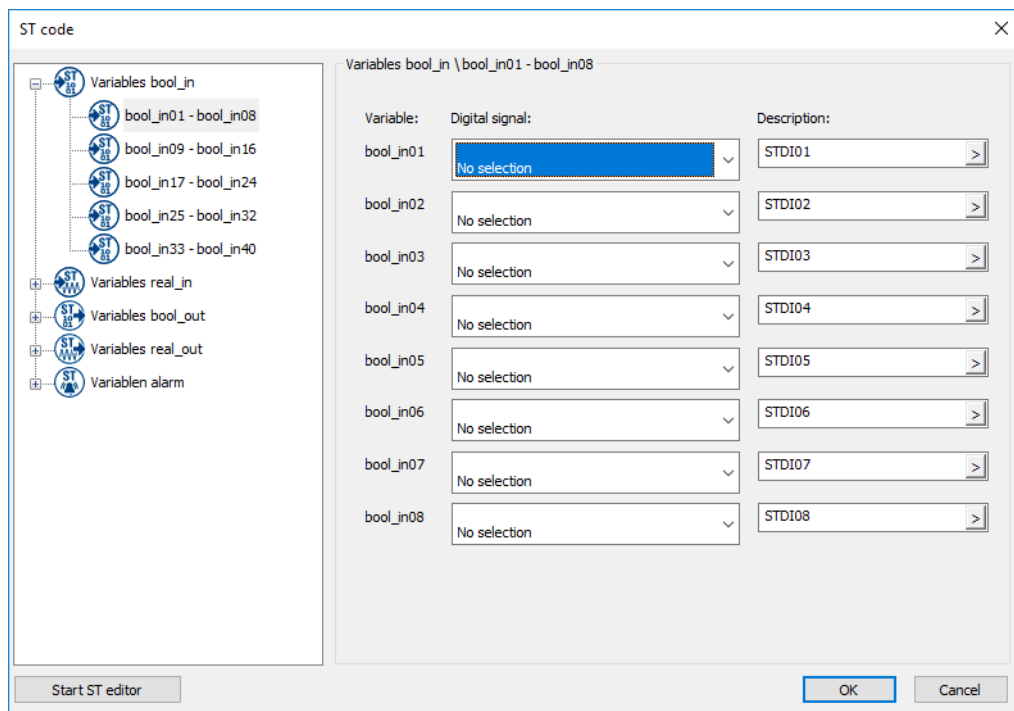 ST code
Variables bool_in
bool_in01 - bool_in08
bool_in09 - bool_in16
bool_in17 - bool_in24
bool_in25 - bool_in32
bool_in33 - bool_in40
Variables real_in
Variables bool_out
Variables real_out
Variablen alarm
Variables bool_in \ bool_in01 - bool_in08
Variable: Digital signal: Description:
bool_in01 No selection STDI01 >
bool_in02 No selection STDI02 >
bool_in03 No selection STDI03 >
bool_in04 No selection STDI04 >
bool_in05 No selection STDI05 >
bool_in06 No selection STDI06 >
bool_in07 No selection STDI07 >
bool_in08 No selection STDI08 >
Start ST editor OK Cancel